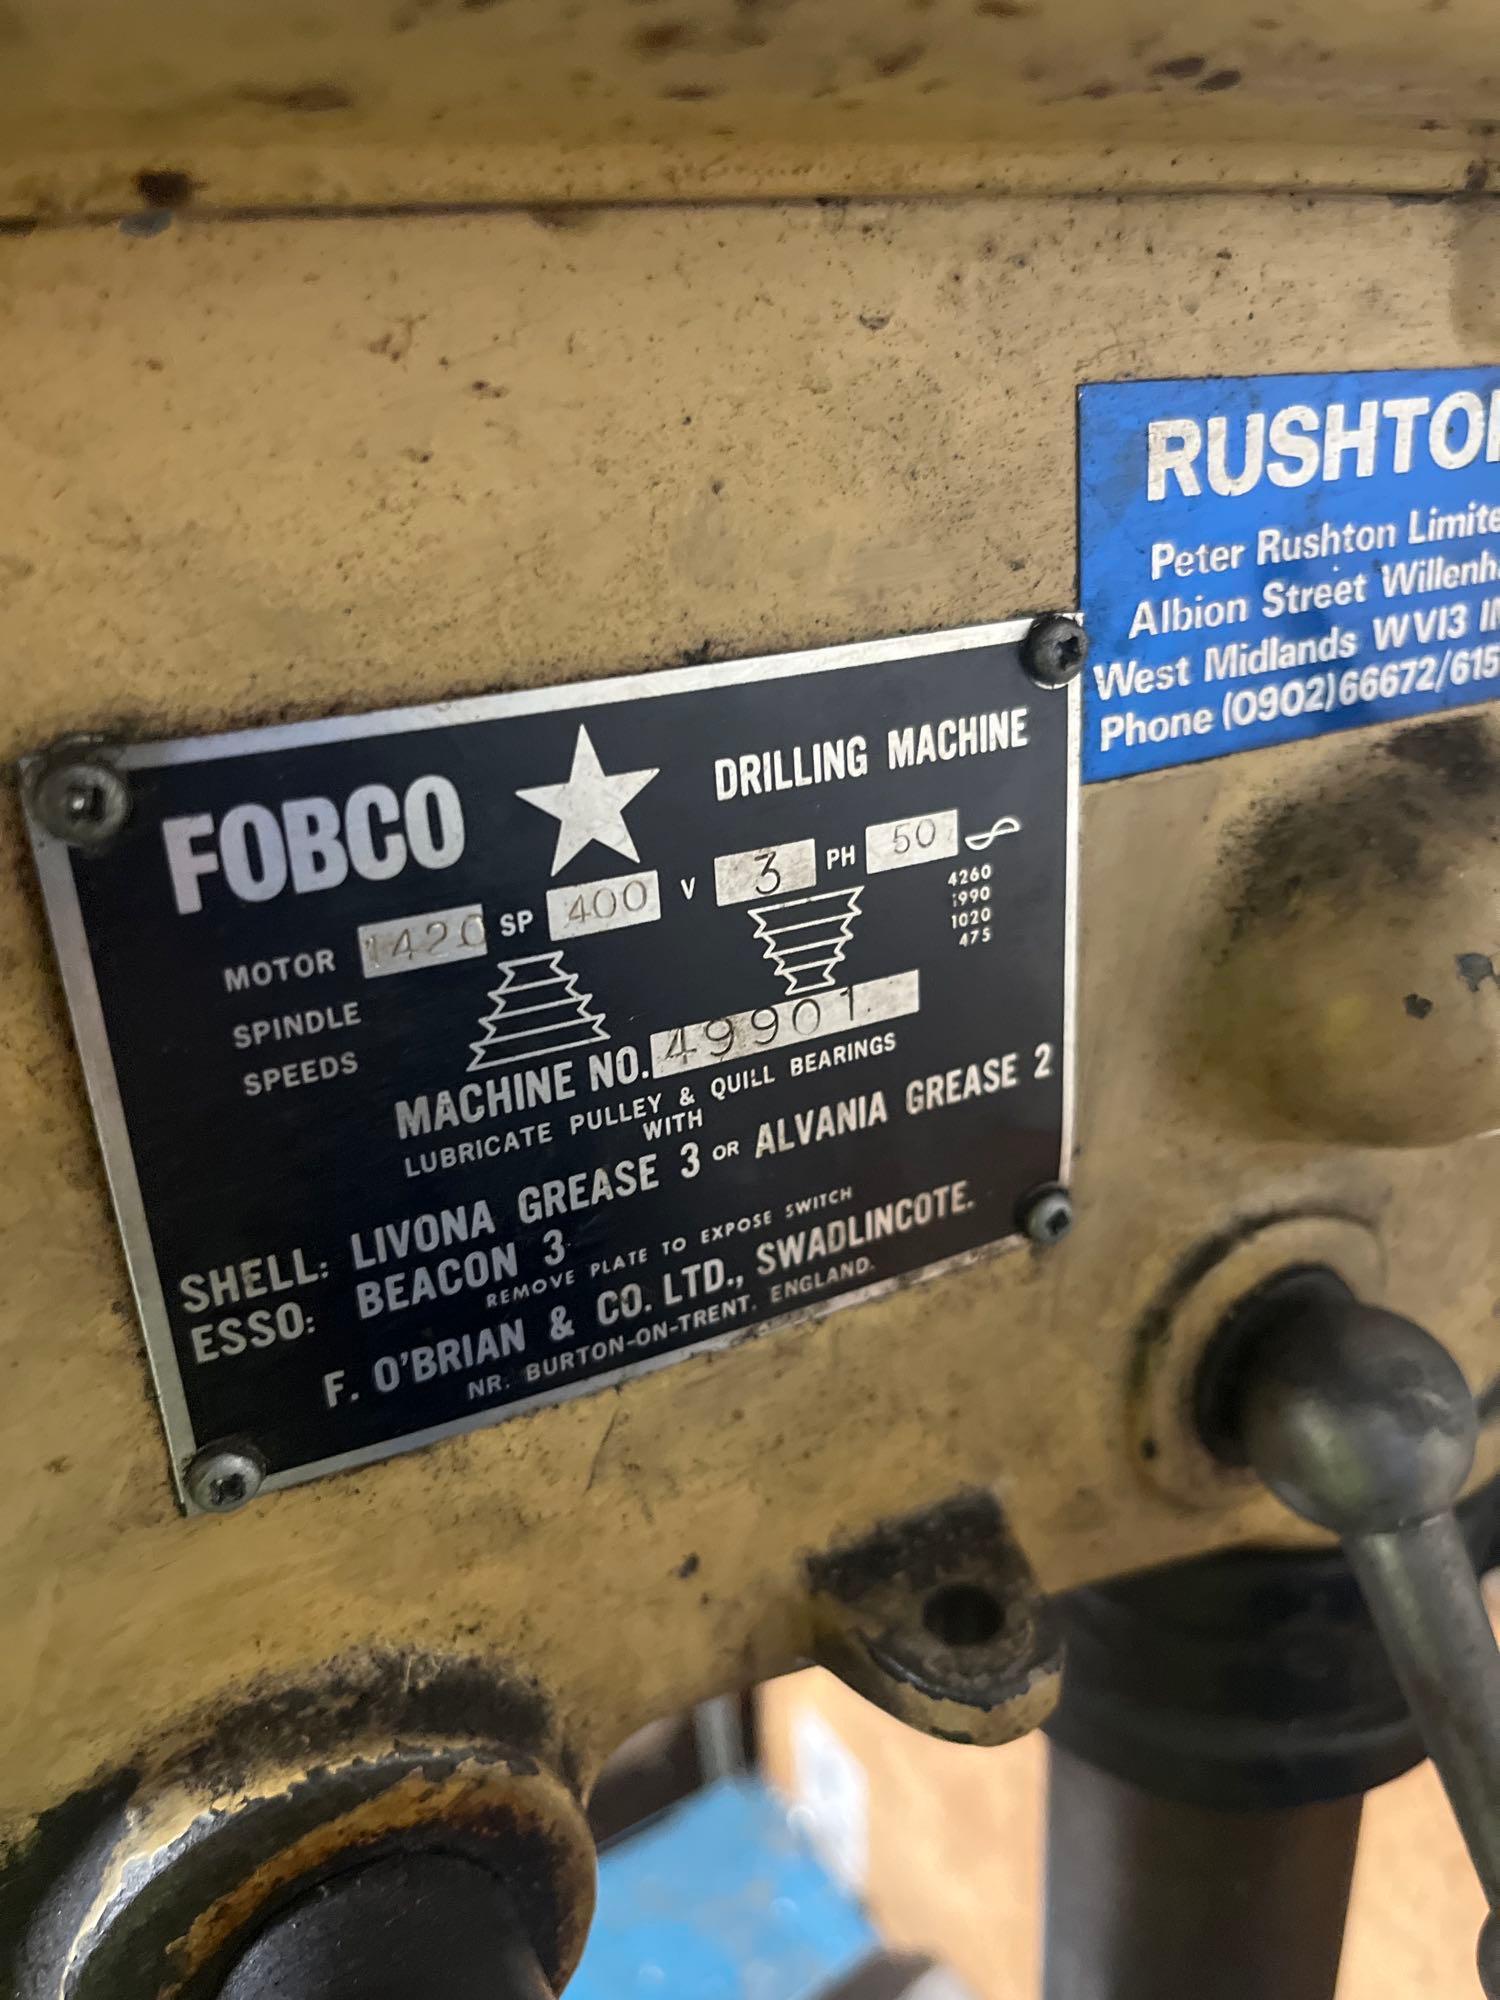 RUSHTON
Peter Rushton Limited
Albion Street
West Midlands WV13
Phone (0902)66672/615
FOBCO DRILLING MACHINE
MOTOR 1420 SP 400 V 3 PH 50
SPINDLE
SPEEDS
4260
1990
1020
475
MACHINE NO. 49901
LUBRICATE PULLEY & QUILL BEARINGS
WITH
SHELL: LIVONA GREASE 3 OR ALVANIA GREASE 2
ESSO: BEACON 3
REMOVE PLATE TO EXPOSE SWITCH
F. O'BRIAN & CO. LTD., SWADLINCOTE.
NR. BURTON-ON-TRENT. ENGLAND.